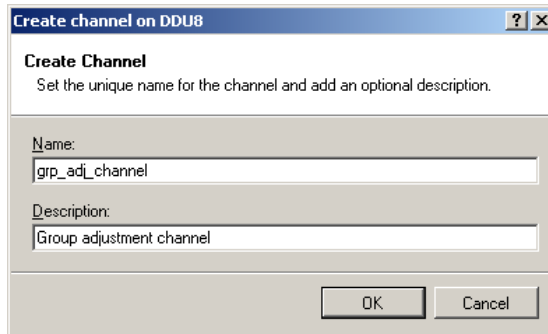 Create channel on DDU8
Create Channel
Set the unique name for the channel and add an optional description.
Name:
grp_adj_channel
Description:
Group adjustment channel
OK Cancel